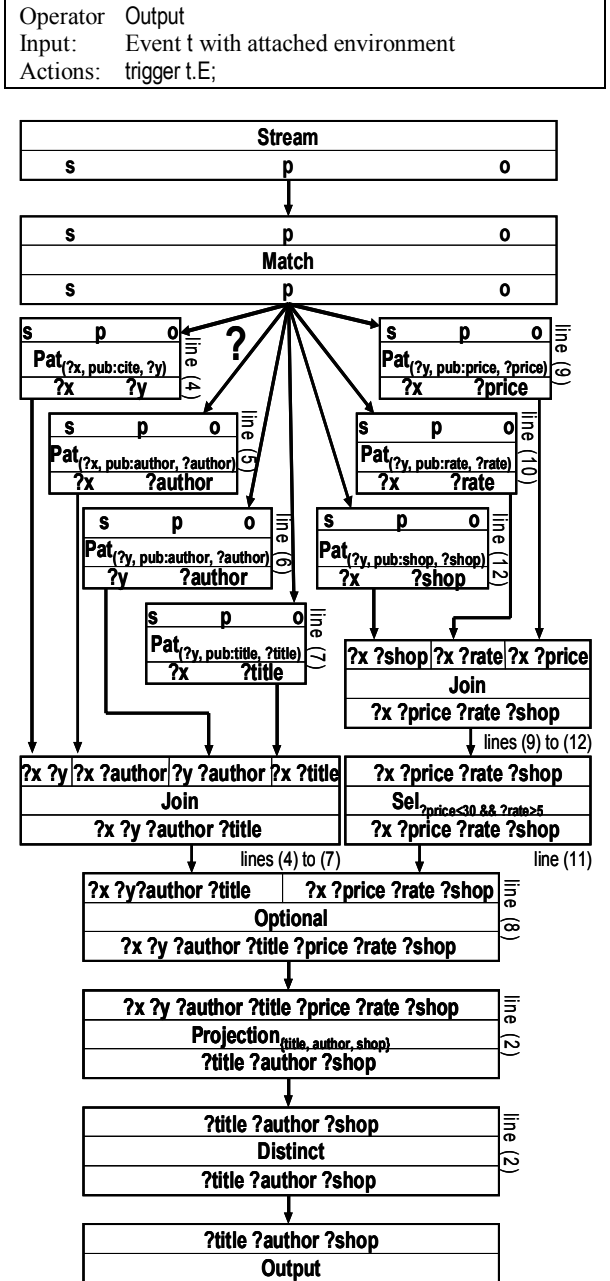 Operator Output
Input: Event t with attached environment
Actions: trigger t.E;
Stream
s p o
s p o
Match
s p o
?
s p o
Pat(?x, pub:cite, ?y)
?x ?y
line (4)
s p o
Pat(?y, pub:price, ?price)
?x ?price
line (9)
s p o
Pat(?x, pub:author, ?author)
?x ?author
line (5)
s p o
Pat(?y, pub:rate, ?rate)
?x ?rate
line (10)
s p o
Pat(?y, pub:author, ?author)
?y ?author
line (6)
s p o
Pat(?y, pub:shop, ?shop)
?x ?shop
line (12)
s p o
Pat(?y, pub:title, ?title)
?x ?title
line (7)
?x ?shop ?x ?rate ?x ?price
Join
?x ?price ?rate ?shop
lines (9) to (12)
?x ?y ?x ?author ?y ?author ?x ?title
Join
?x ?y ?author ?title
lines (4) to (7)
?x ?price ?rate ?shop
Sel?price<30 && ?rate>5
?x ?price ?rate ?shop
line (11)
?x ?y?author ?title ?x ?price ?rate ?shop
Optional
?x ?y ?author ?title ?price ?rate ?shop
line (8)
?x ?y ?author ?title ?price ?rate ?shop
Projection{title, author, shop}
?title ?author ?shop
line (2)
?title ?author ?shop
Distinct
?title ?author ?shop
line (2)
?title ?author ?shop
Output